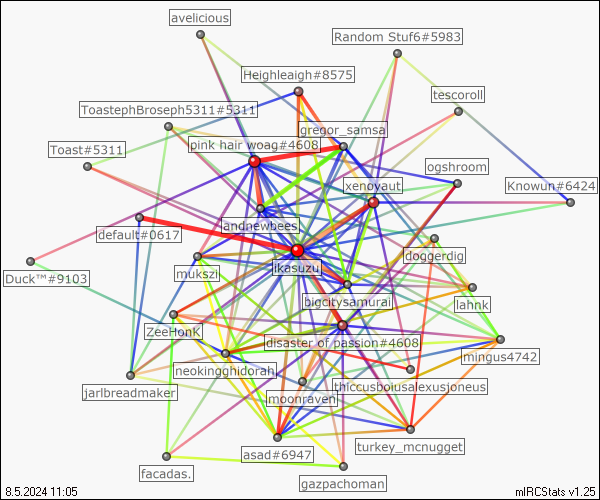 avelicious
Random Stuf6#5983
Heighleigh#8575
tescoroll
ToastephBroseph5311#5311
gregor_samsa
pink hair woag#4608
Toast#5311
ogshroom
xenoyaut
Knowun#6424
andnewbees
default#0617
doggerdig
ikasuzu
Duck™#9103
mukszi
bigcitysamurai
lahnk
ZeeHonk
disaster of passion#4608
mingus4742
neokingghidorah
thiccusboiusalexusjoneus
jarlbreadmaker
moonraven
turkey_mcnugget
asad#6947
facadas.
gazpachoman
8.5.2024 11:05
mIRCStats v1.25